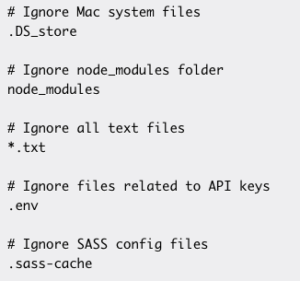 # Ignore Mac system files
.DS_store
# Ignore node_modules folder
node_modules
# Ignore all text files
*.txt
# Ignore files related to API keys
.env
# Ignore SASS config files
.sass-cache